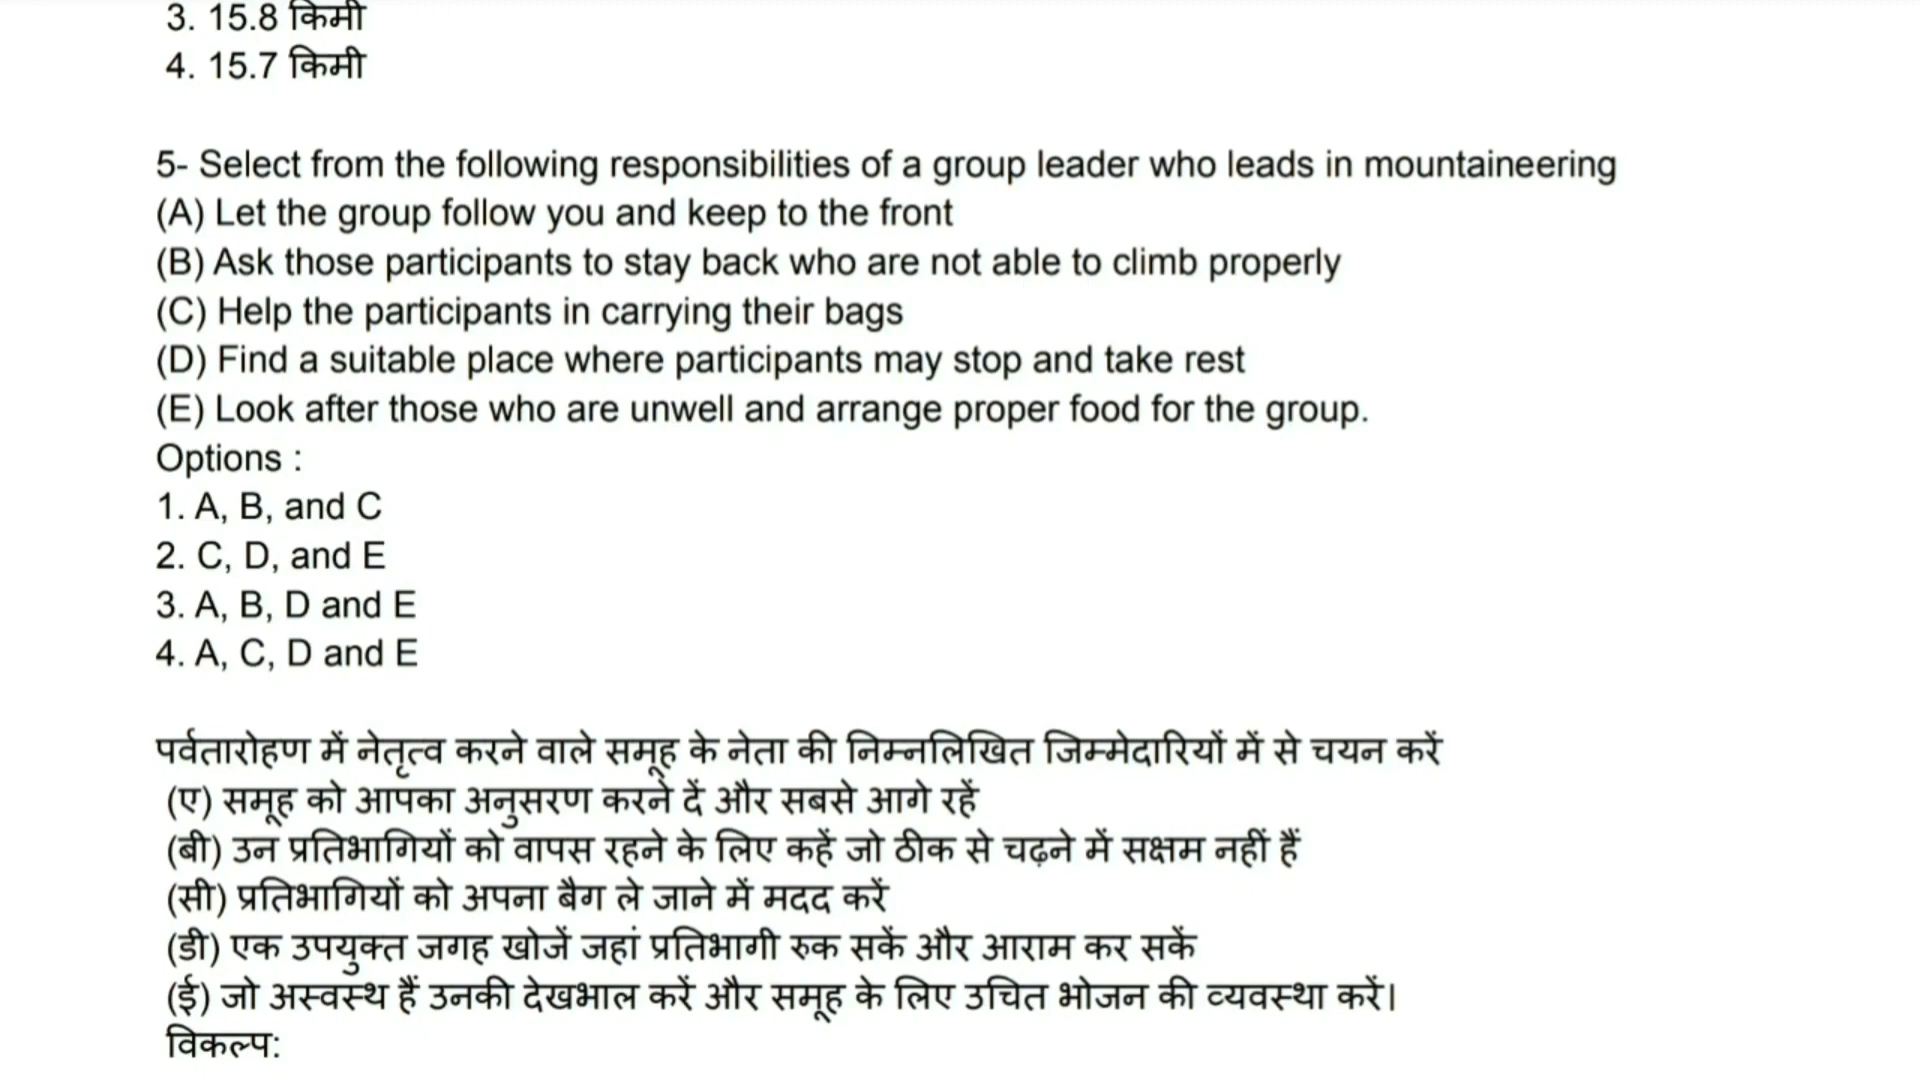 3. 15.8 किमी
4. 15.7 किमी
5- Select from the following responsibilities of a group leader who leads in mountaineering
(A) Let the group follow you and keep to the front
(B) Ask those participants to stay back who are not able to climb properly
(C) Help the participants in carrying their bags
(D) Find a suitable place where participants may stop and take rest
(E) Look after those who are unwell and arrange proper food for the group.
Options :
1. A, B, and C
2. C, D, and E
3. A, B, D and E
4. A, C, D and E
पर्वतारोहण में नेतृत्व करने वाले समूह के नेता की निम्नलिखित जिम्मेदारियों में से चयन करें
(ए) समूह को आपका अनुसरण करने दें और सबसे आगे रहें
(बी) उन प्रतिभागियों को वापस रहने के लिए कहें जो ठीक से चढ़ने में सक्षम नहीं हैं
(सी) प्रतिभागियों को अपना बैग ले जाने में मदद करें
(डी) एक उपयुक्त जगह खोजें जहां प्रतिभागी रुक सकें और आराम कर सकें
(ई) जो अस्वस्थ हैं उनकी देखभाल करें और समूह के लिए उचित भोजन की व्यवस्था करें।
विकल्प: